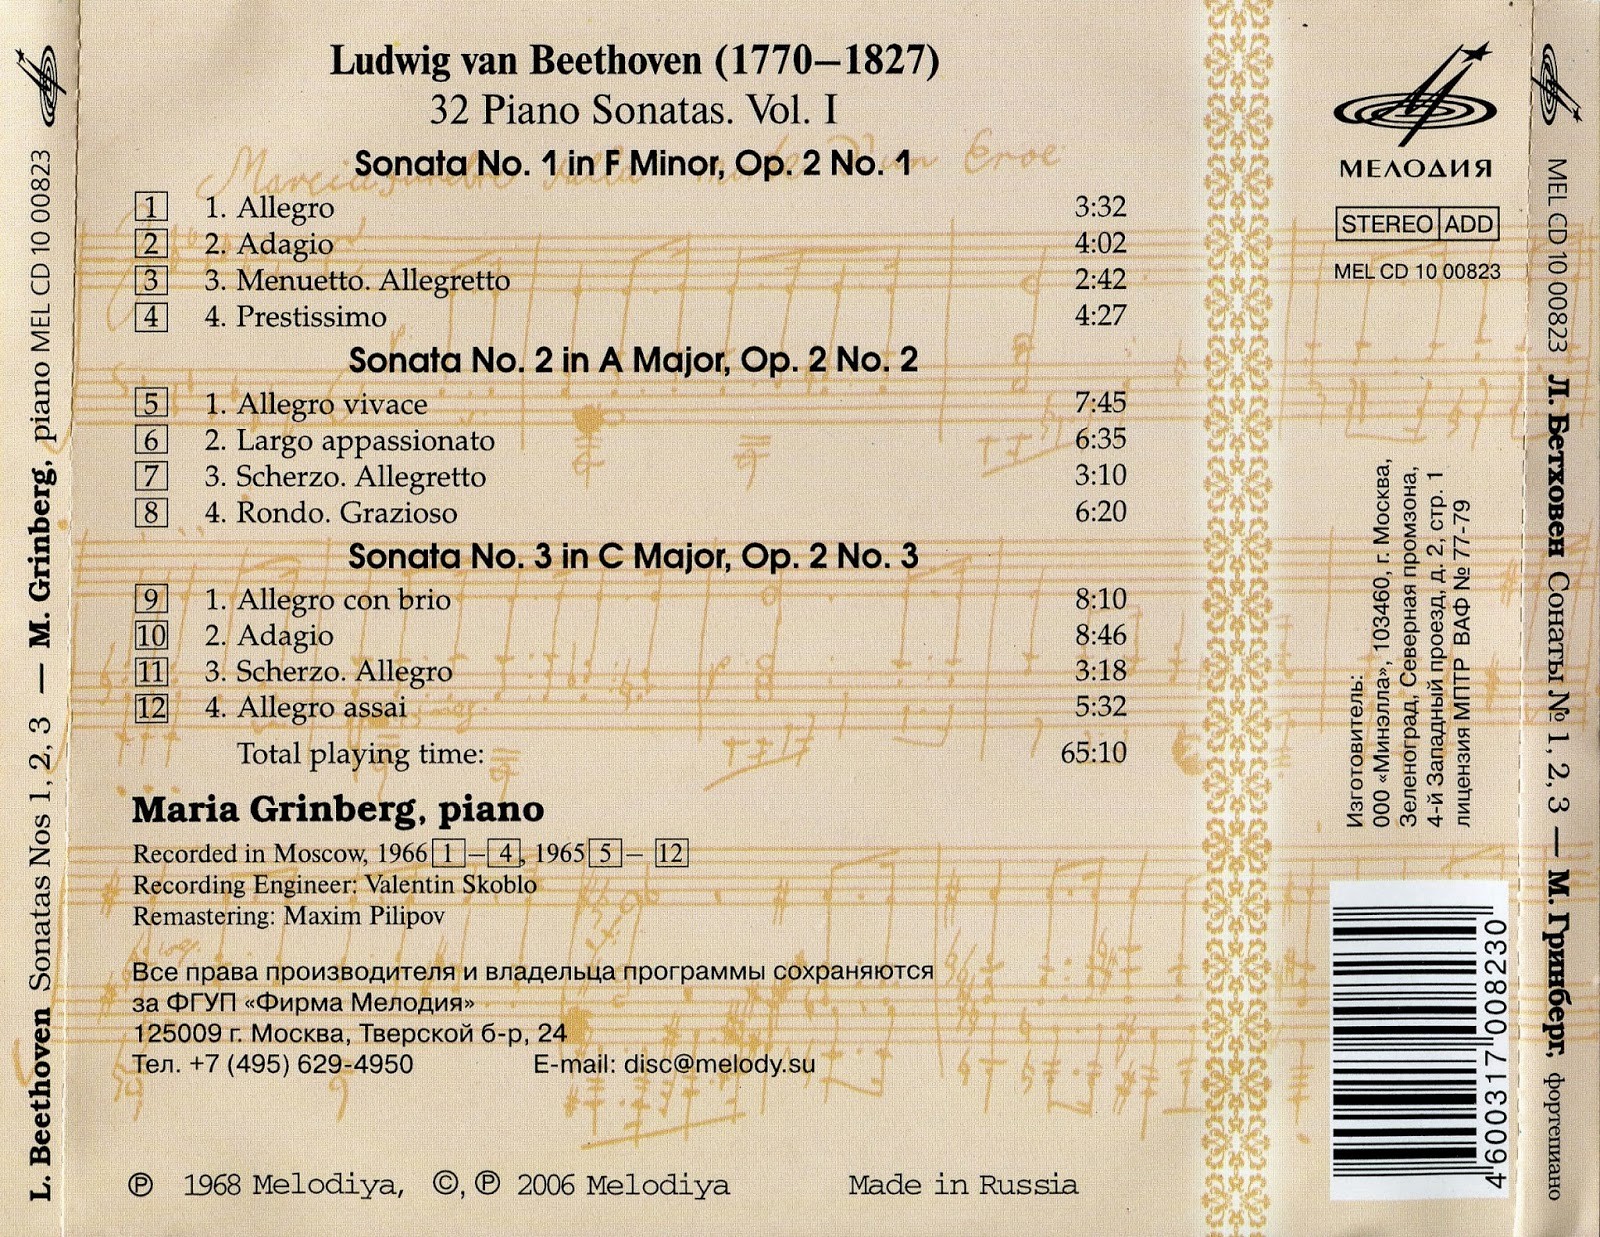 Ludwig van Beethoven (1770–1827)
32 Piano Sonatas. Vol. I
Sonata No. 1 in F Minor, Op. 2 No. 1
1 1. Allegro 3:32
2 2. Adagio 4:02
3 3. Menuetto. Allegretto 2:42
4 4. Prestissimo 4:27
Sonata No. 2 in A Major, Op. 2 No. 2
5 1. Allegro vivace 7:45
6 2. Largo appassionato 6:35
7 3. Scherzo. Allegretto 3:10
8 4. Rondo. Grazioso 6:20
Sonata No. 3 in C Major, Op. 2 No. 3
9 1. Allegro con brio 8:10
10 2. Adagio 8:46
11 3. Scherzo. Allegro 3:18
12 4. Allegro assai 5:32
Total playing time: 65:10
Maria Grinberg, piano
Recorded in Moscow, 1966 1 – 4, 1965 5 – 12
Recording Engineer: Valentin Skoblo
Remastering: Maxim Pilipov
Все права производителя и владельца программы сохраняются
за ФГУП «Фирма Мелодия»
125009 г. Москва, Тверской б-р, 24
Тел. +7 (495) 629-4950 E-mail: disc@melody.su
℗ 1968 Melodiya, ©, ℗ 2006 Melodiya Made in Russia
МЕЛОДИЯ
STEREO ADD
MEL CD 10 00823
Изготовитель:
ООО «Минэлла», 103460, г. Москва,
Зеленоград, Северная промзона,
4-й Западный проезд, д. 2, стр. 1
лицензия МПТР ВАФ № 77-79
4 600317 008230
L. Beethoven Sonatas Nos 1, 2, 3 — M. Grinberg, piano MEL CD 10 00823
MEL CD 10 00823 Л. Бетховен Сонаты № 1, 2, 3 — М. Гринберг, фортепиано